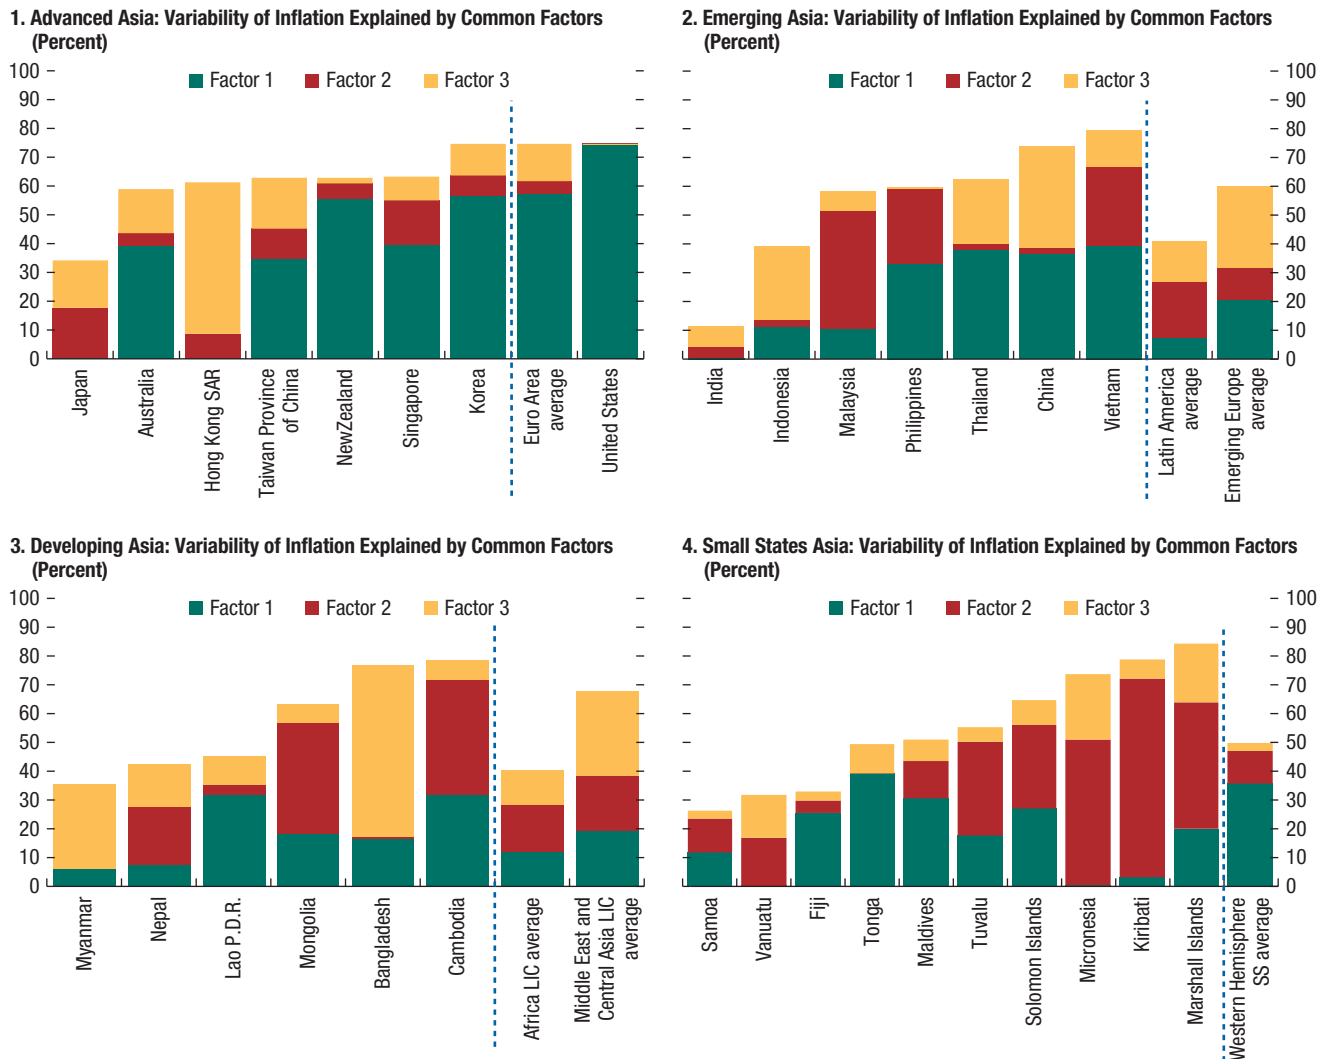 1. Advanced Asia: Variability of Inflation Explained by Common Factors
(Percent)
Factor 1 Factor 2 Factor 3
100
90
80
70
60
50
40
30
20
10
0
Japan
Australia
Hong Kong SAR
Taiwan Province
of China
NewZealand
Singapore
Korea
Euro Area
average
United States
2. Emerging Asia: Variability of Inflation Explained by Common Factors
(Percent)
Factor 1 Factor 2 Factor 3
100
90
80
70
60
50
40
30
20
10
0
India
Indonesia
Malaysia
Philippines
Thailand
China
Vietnam
Latin America
average
Emerging Europe
average
3. Developing Asia: Variability of Inflation Explained by Common Factors
(Percent)
Factor 1 Factor 2 Factor 3
100
90
80
70
60
50
40
30
20
10
0
Myanmar
Nepal
Lao P.D.R.
Mongolia
Bangladesh
Cambodia
Africa LIC average
Middle East and
Central Asia LIC
average
4. Small States Asia: Variability of Inflation Explained by Common Factors
(Percent)
Factor 1 Factor 2 Factor 3
100
90
80
70
60
50
40
30
20
10
0
Samoa
Vanuatu
Fiji
Tonga
Maldives
Tuvalu
Solomon Islands
Micronesia
Kiribati
Marshall Islands
Western Hemisphere
SS average